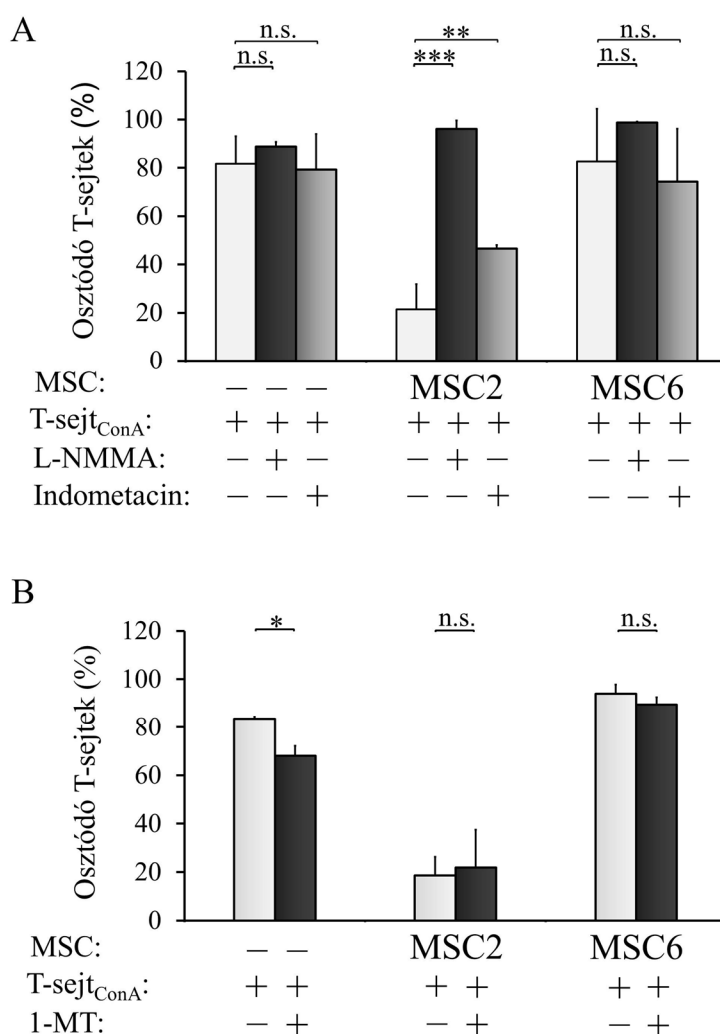 A
n.s.
n.s.
**
***
n.s.
n.s.
Osztódó T-sejtek (%)
120
100
80
60
40
20
0
MSC: – – – MSC2 MSC6
T-sejtConA: + + + + + + + + +
L-NMMA: – + – – + – – + –
Indometacin: – – + – – + – – +
B
* n.s. n.s.
Osztódó T-sejtek (%)
120
100
80
60
40
20
0
MSC: – – MSC2 MSC6
T-sejtConA: + + + + + +
1-MT: – + – + – +